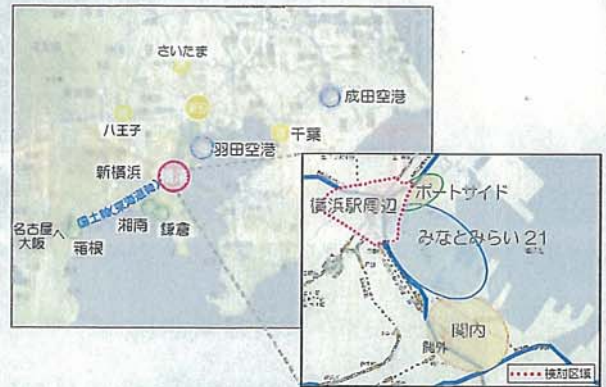 さいたま
成田空港
八王子
千葉
羽田空港
新横浜
国土軸(東海道軸)
湘南
鎌倉
名古屋へ
大阪
箱根
ポートサイド
横浜駅周辺
みなとみらい21
関内
関外
検討区域